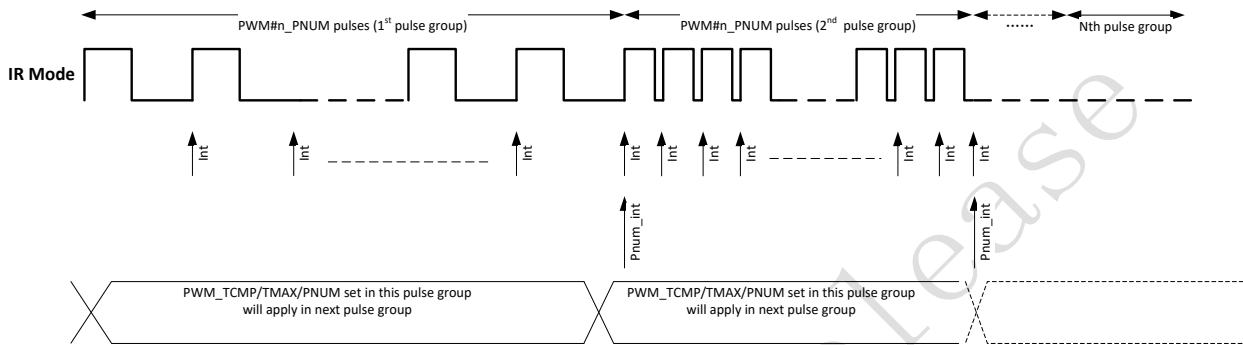 PWM#n_PNUM pulses (1st pulse group)
PWM#n_PNUM pulses (2nd pulse group)
......
Nth pulse group
IR Mode
Int
Int
Int
Int
Int
Int
Int
Int
Int
Int
Pnum_int
Pnum_int
PWM_TCMP/TMAX/PNUM set in this pulse group
will apply in next pulse group
PWM_TCMP/TMAX/PNUM set in this pulse group
will apply in next pulse group
lease